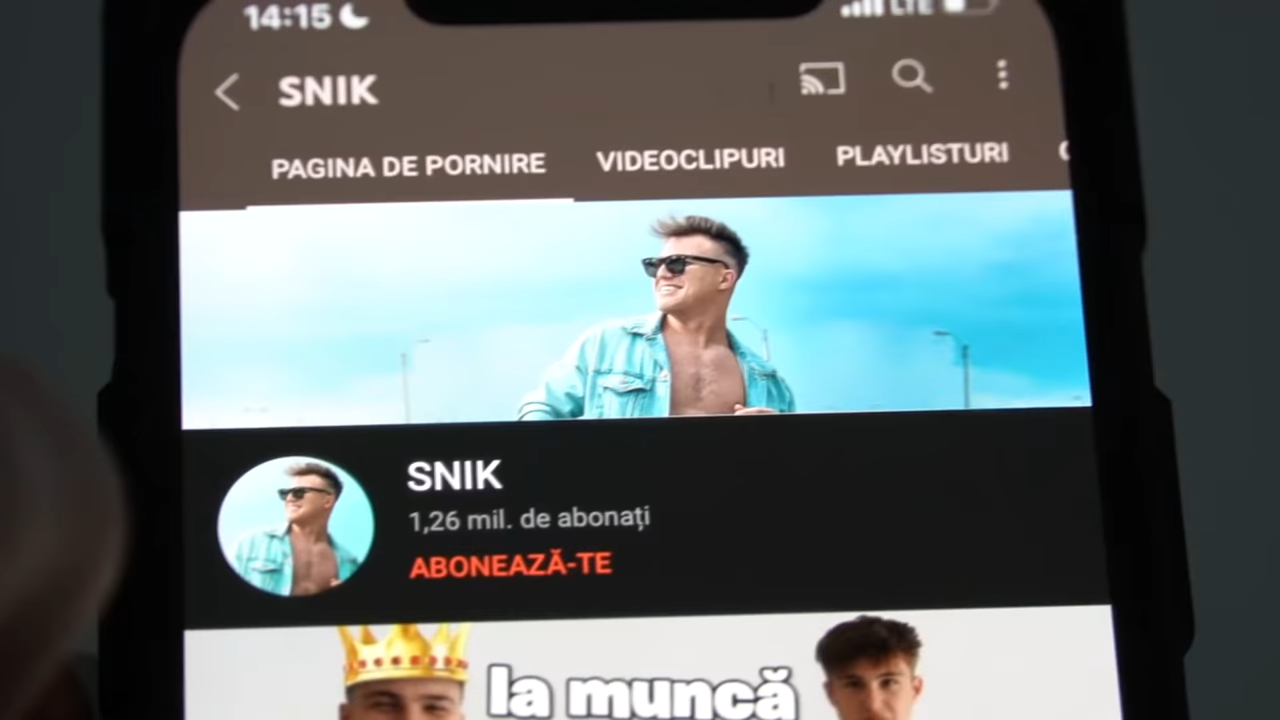 14:15 LTE
SNIK
PAGINA DE PORNIRE VIDEOCLIPURI PLAYLISTURI
SNIK
1,26 mil. de abonați
ABONEAZĂ-TE
la muncă